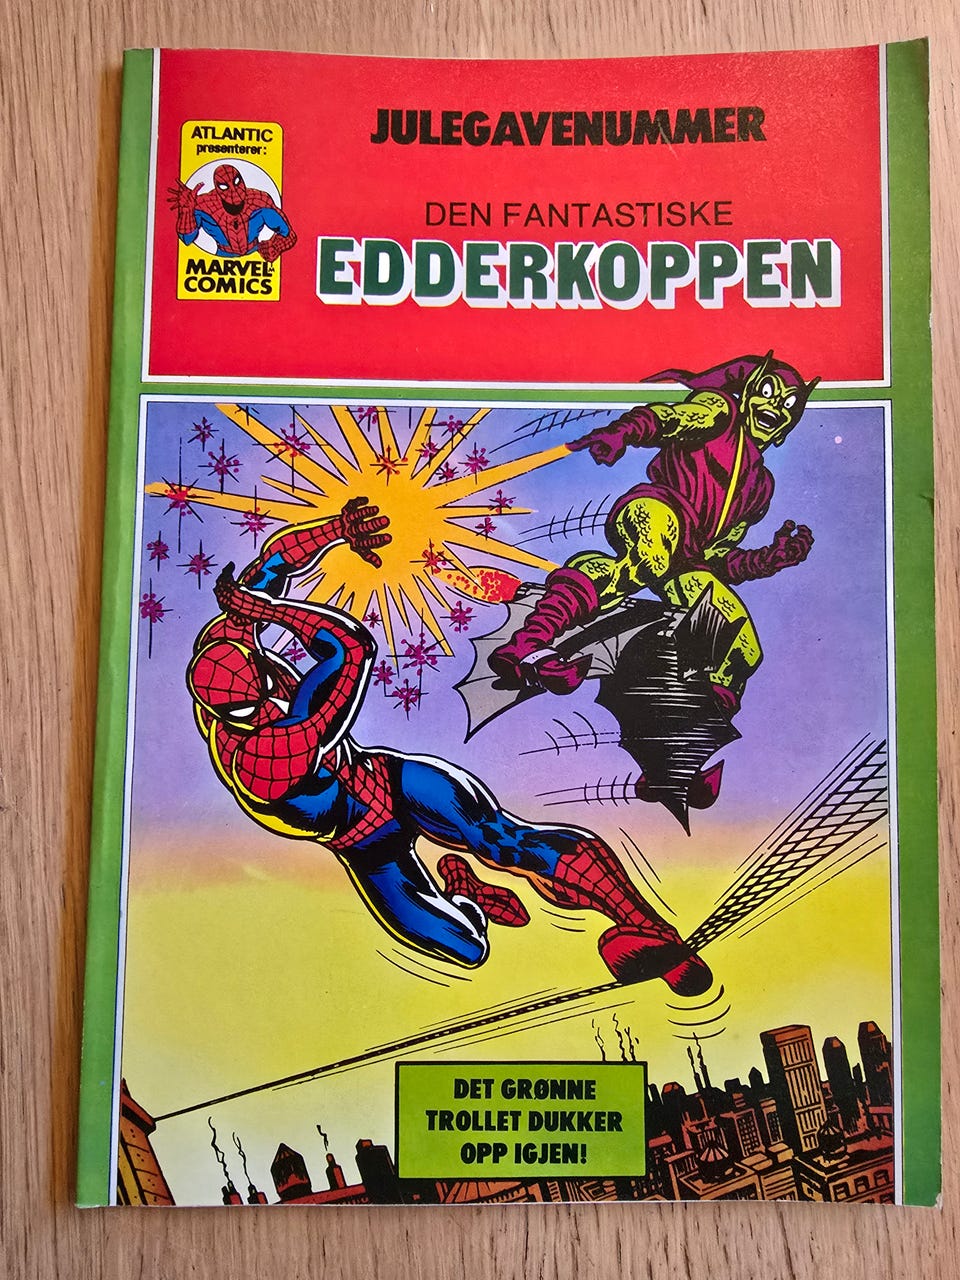 JULEGAVENUMMER
ATLANTIC
presenterer:
MARVEL
COMICS
DEN FANTASTISKE
EDDERKOPPEN
DET GRØNNE
TROLLET DUKKER
OPP IGJEN!